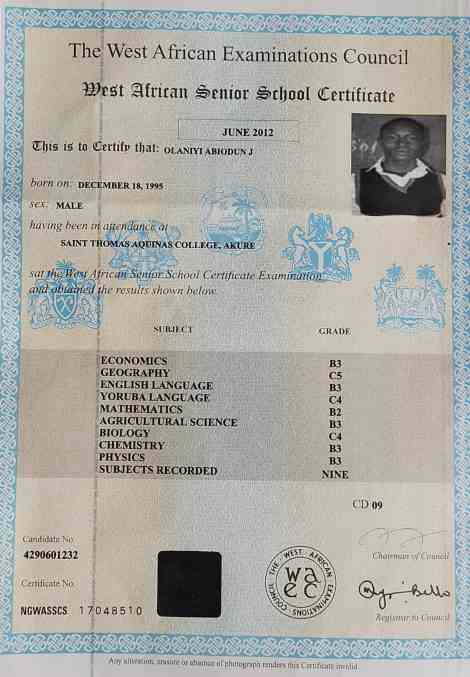 The West African Examinations Council
West African Senior School Certificate
JUNE 2012
This is to Certify that: OLANIYI ABIODUN J
born on: DECEMBER 18, 1995
sex: MALE
having been in attendance at
SAINT THOMAS AQUINAS COLLEGE, AKURE
sat the West African Senior School Certificate Examination
and obtained the results shown below.
SUBJECT GRADE
ECONOMICS B3
GEOGRAPHY C5
ENGLISH LANGUAGE B3
YORUBA LANGUAGE C4
MATHEMATICS B2
AGRICULTURAL SCIENCE B3
BIOLOGY C4
CHEMISTRY B3
PHYSICS B3
SUBJECTS RECORDED NINE
CD 09
Candidate No.
4290601232
Chairman of Council
Certificate No.
NGWASSCS 17048510
THE WEST AFRICAN EXAMINATIONS COUNCIL
waec
Registrar to Council
Any alteration, erasure or absence of photograph renders this Certificate invalid.